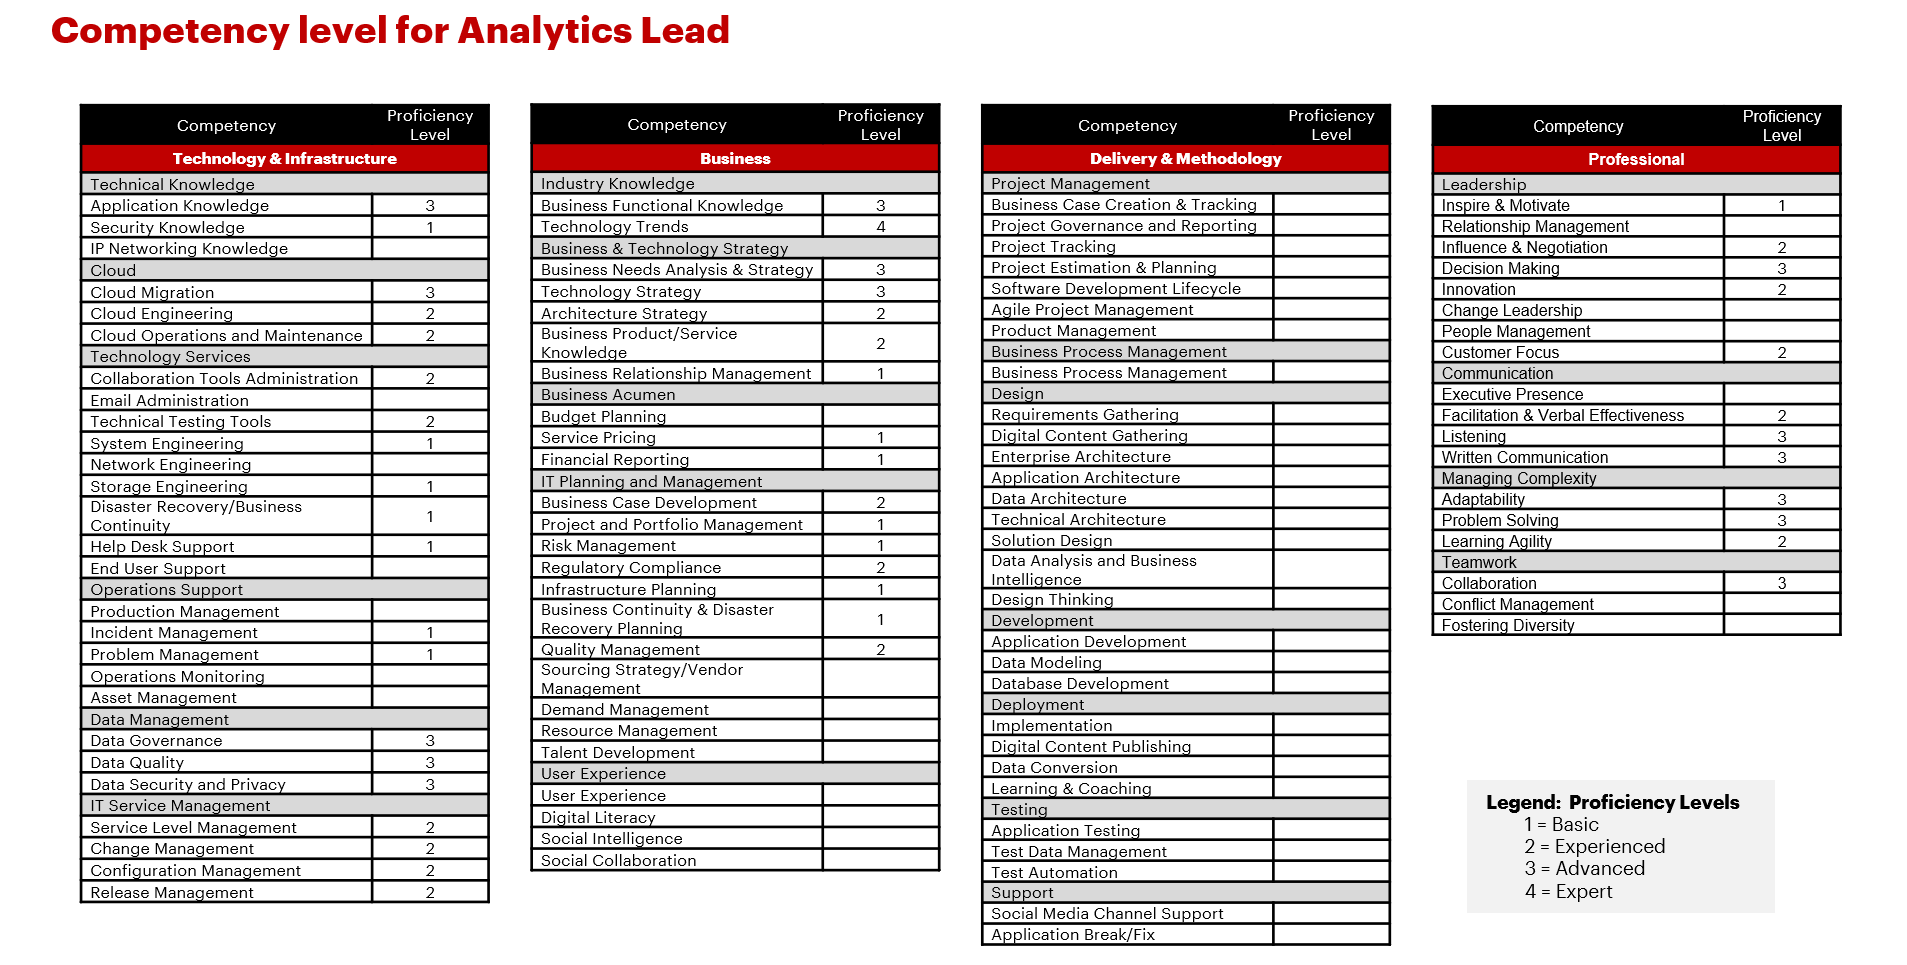 Competency level for Analytics Lead
Competency Proficiency
Level
Technology & Infrastructure
Technical Knowledge
Application Knowledge 3
Security Knowledge 1
IP Networking Knowledge
Cloud
Cloud Migration 3
Cloud Engineering 2
Cloud Operations and Maintenance 2
Technology Services
Collaboration Tools Administration 2
Email Administration
Technical Testing Tools 2
System Engineering 1
Network Engineering
Storage Engineering 1
Disaster Recovery/Business
Continuity 1
Help Desk Support 1
End User Support
Operations Support
Production Management
Incident Management 1
Problem Management 1
Operations Monitoring
Asset Management
Data Management
Data Governance 3
Data Quality 3
Data Security and Privacy 3
IT Service Management
Service Level Management 2
Change Management 2
Configuration Management 2
Release Management 2
Competency Proficiency
Level
Business
Industry Knowledge
Business Functional Knowledge 3
Technology Trends 4
Business & Technology Strategy
Business Needs Analysis & Strategy 3
Technology Strategy 3
Architecture Strategy 2
Business Product/Service
Knowledge 2
Business Relationship Management 1
Business Acumen
Budget Planning
Service Pricing 1
Financial Reporting 1
IT Planning and Management
Business Case Development 2
Project and Portfolio Management 1
Risk Management 1
Regulatory Compliance 2
Infrastructure Planning 1
Business Continuity & Disaster
Recovery Planning 1
Quality Management 2
Sourcing Strategy/Vendor
Management
Demand Management
Resource Management
Talent Development
User Experience
User Experience
Digital Literacy
Social Intelligence
Social Collaboration
Competency Proficiency
Level
Delivery & Methodology
Project Management
Business Case Creation & Tracking
Project Governance and Reporting
Project Tracking
Project Estimation & Planning
Software Development Lifecycle
Agile Project Management
Product Management
Business Process Management
Business Process Management
Design
Requirements Gathering
Digital Content Gathering
Enterprise Architecture
Application Architecture
Data Architecture
Technical Architecture
Solution Design
Data Analysis and Business
Intelligence
Design Thinking
Development
Application Development
Data Modeling
Database Development
Deployment
Implementation
Digital Content Publishing
Data Conversion
Learning & Coaching
Testing
Application Testing
Test Data Management
Test Automation
Support
Social Media Channel Support
Application Break/Fix
Competency Proficiency
Level
Professional
Leadership
Inspire & Motivate 1
Relationship Management
Influence & Negotiation 2
Decision Making 3
Innovation 2
Change Leadership
People Management
Customer Focus 2
Communication
Executive Presence
Facilitation & Verbal Effectiveness 2
Listening 3
Written Communication 3
Managing Complexity
Adaptability 3
Problem Solving 3
Learning Agility 2
Teamwork
Collaboration 3
Conflict Management
Fostering Diversity
Legend: Proficiency Levels
1 = Basic
2 = Experienced
3 = Advanced
4 = Expert